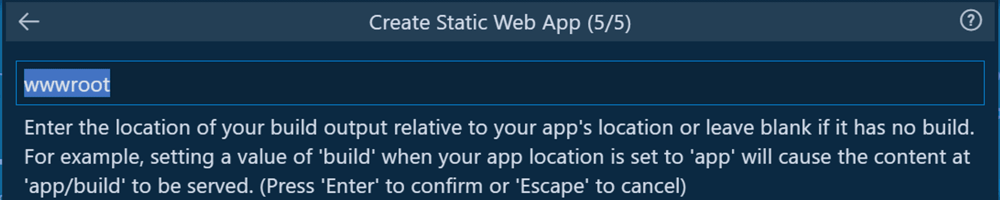 Create Static Web App (5/5)
wwwroot
Enter the location of your build output relative to your app's location or leave blank if it has no build.
For example, setting a value of 'build' when your app location is set to 'app' will cause the content at
'app/build' to be served. (Press 'Enter' to confirm or 'Escape' to cancel)